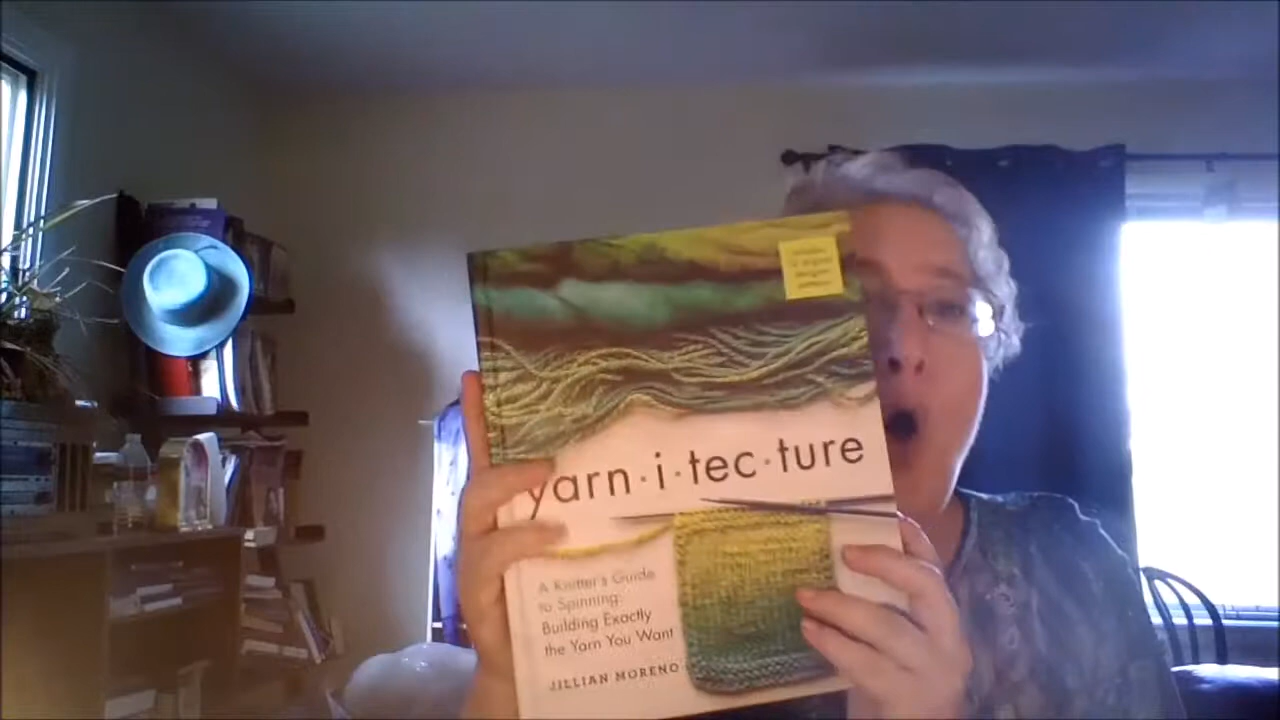 yarn·i·tec·ture
A Knitter's Guide
to Spinning:
Building Exactly
the Yarn You Want
JILLIAN MORENO